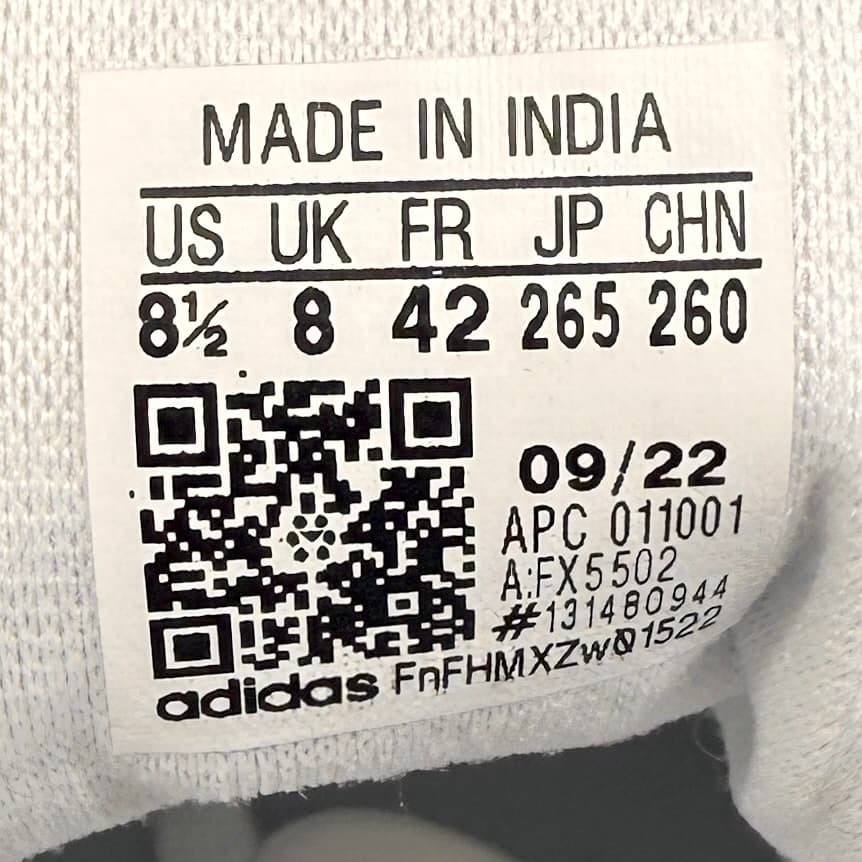 MADE IN INDIA
US UK FR JP CHN
8½ 8 42 265 260
09/22
APC 011001
A:FX5502
#131480944
adidas FnFHMXZwQ1522